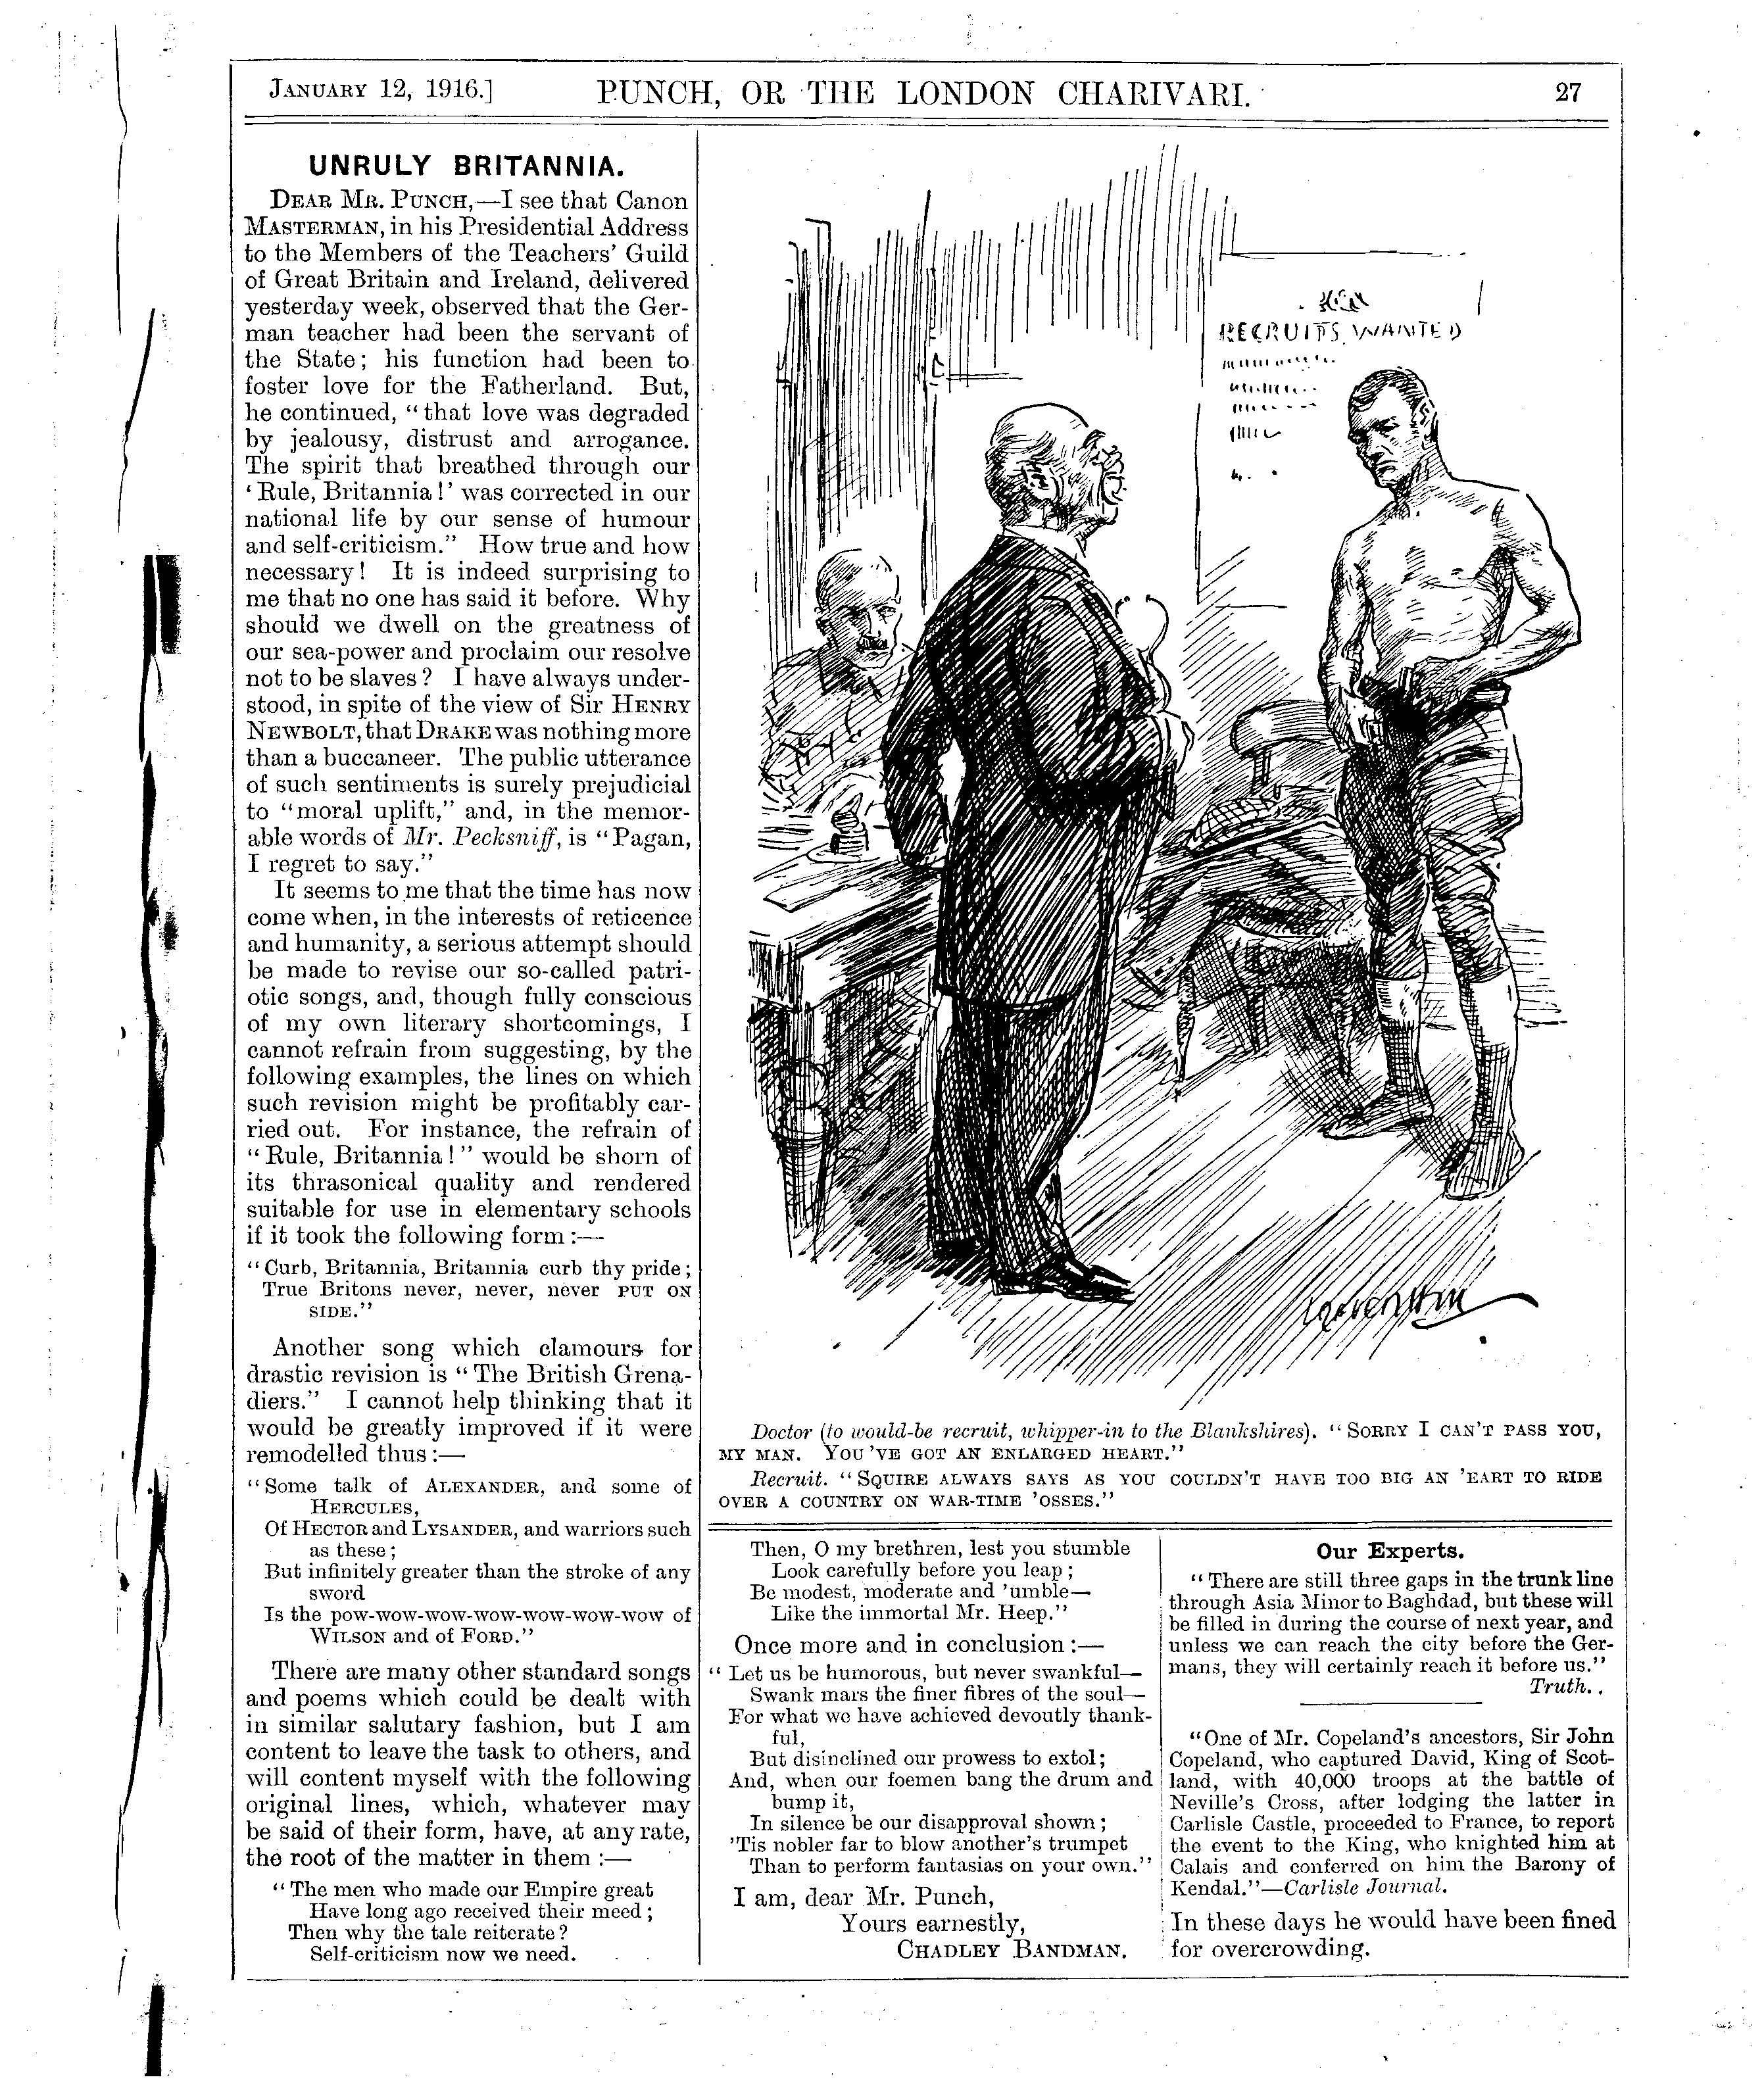 JANUARY 12, 1916.]
PUNCH, OR THE LONDON CHARIVARI.
27
UNRULY BRITANNIA.
DEAR MR. PUNCH,—I see that Canon
MASTERMAN, in his Presidential Address
to the Members of the Teachers' Guild
of Great Britain and Ireland, delivered
yesterday week, observed that the Ger-
man teacher had been the servant of
the State; his function had been to
foster love for the Fatherland. But,
he continued, "that love was degraded
by jealousy, distrust and arrogance.
The spirit that breathed through our
'Rule, Britannia!' was corrected in our
national life by our sense of humour
and self-criticism." How true and how
necessary! It is indeed surprising to
me that no one has said it before. Why
should we dwell on the greatness of
our sea-power and proclaim our resolve
not to be slaves? I have always under-
stood, in spite of the view of Sir HENRY
NEWBOLT, that DRAKE was nothing more
than a buccaneer. The public utterance
of such sentiments is surely prejudicial
to "moral uplift," and, in the memor-
able words of Mr. Pecksniff, is "Pagan,
I regret to say."
It seems to me that the time has now
come when, in the interests of reticence
and humanity, a serious attempt should
be made to revise our so-called patri-
otic songs, and, though fully conscious
of my own literary shortcomings, I
cannot refrain from suggesting, by the
following examples, the lines on which
such revision might be profitably car-
ried out. For instance, the refrain of
"Rule, Britannia!" would be shorn of
its thrasonical quality and rendered
suitable for use in elementary schools
if it took the following form:—
"Curb, Britannia, Britannia curb thy pride;
True Britons never, never, never PUT ON
SIDE."
Another song which clamours for
drastic revision is "The British Grena-
diers." I cannot help thinking that it
would be greatly improved if it were
remodelled thus:—
"Some talk of ALEXANDER, and some of
HERCULES,
Of HECTOR and LYSANDER, and warriors such
as these;
But infinitely greater than the stroke of any
sword
Is the pow-wow-wow-wow-wow-wow-wow of
WILSON and of FORD."
There are many other standard songs
and poems which could be dealt with
in similar salutary fashion, but I am
content to leave the task to others, and
will content myself with the following
original lines, which, whatever may
be said of their form, have, at any rate,
the root of the matter in them:—
"The men who made our Empire great
Have long ago received their meed;
Then why the tale reiterate?
Self-criticism now we need.
RECRUITS WANTED
Doctor (to would-be recruit, whipper-in to the Blankshires). "SORRY I CAN'T PASS YOU,
MY MAN. YOU'VE GOT AN ENLARGED HEART."
Recruit. "SQUIRE ALWAYS SAYS AS YOU COULDN'T HAVE TOO BIG AN 'EART TO RIDE
OVER A COUNTRY ON WAR-TIME 'OSSES."
Then, O my brethren, lest you stumble
Look carefully before you leap;
Be modest, moderate and 'umble—
Like the immortal Mr. Heep."
Once more and in conclusion:—
"Let us be humorous, but never swankful—
Swank mars the finer fibres of the soul—
For what we have achieved devoutly thank-
ful,
But disinclined our prowess to extol;
And, when our foemen bang the drum and
bump it,
In silence be our disapproval shown;
'Tis nobler far to blow another's trumpet
Than to perform fantasias on your own."
I am, dear Mr. Punch,
Yours earnestly,
CHADLEY BANDMAN.
Our Experts.
"There are still three gaps in the trunk line
through Asia Minor to Baghdad, but these will
be filled in during the course of next year, and
unless we can reach the city before the Ger-
mans, they will certainly reach it before us."
Truth.
"One of Mr. Copeland's ancestors, Sir John
Copeland, who captured David, King of Scot-
land, with 40,000 troops at the battle of
Neville's Cross, after lodging the latter in
Carlisle Castle, proceeded to France, to report
the event to the King, who knighted him at
Calais and conferred on him the Barony of
Kendal."—Carlisle Journal.
In these days he would have been fined
for overcrowding.